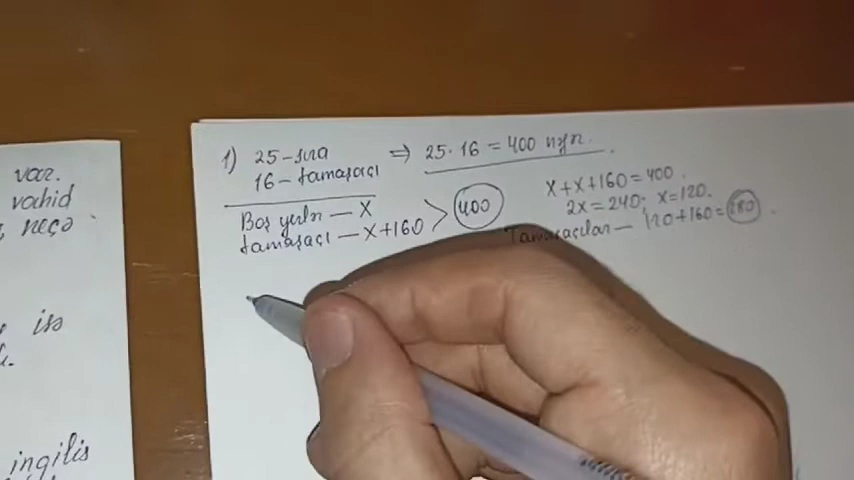 var.
vahid
neçə
is
ingilis
1) 25-sıra
16-tamaşaçı
⇒ 25·16=400 nəfər.
Boş yerlər — x
tamaşaçı — x+160
400
x+x+160=400.
2x=240; x=120.
Tamaşaçılar — 120+160=280.